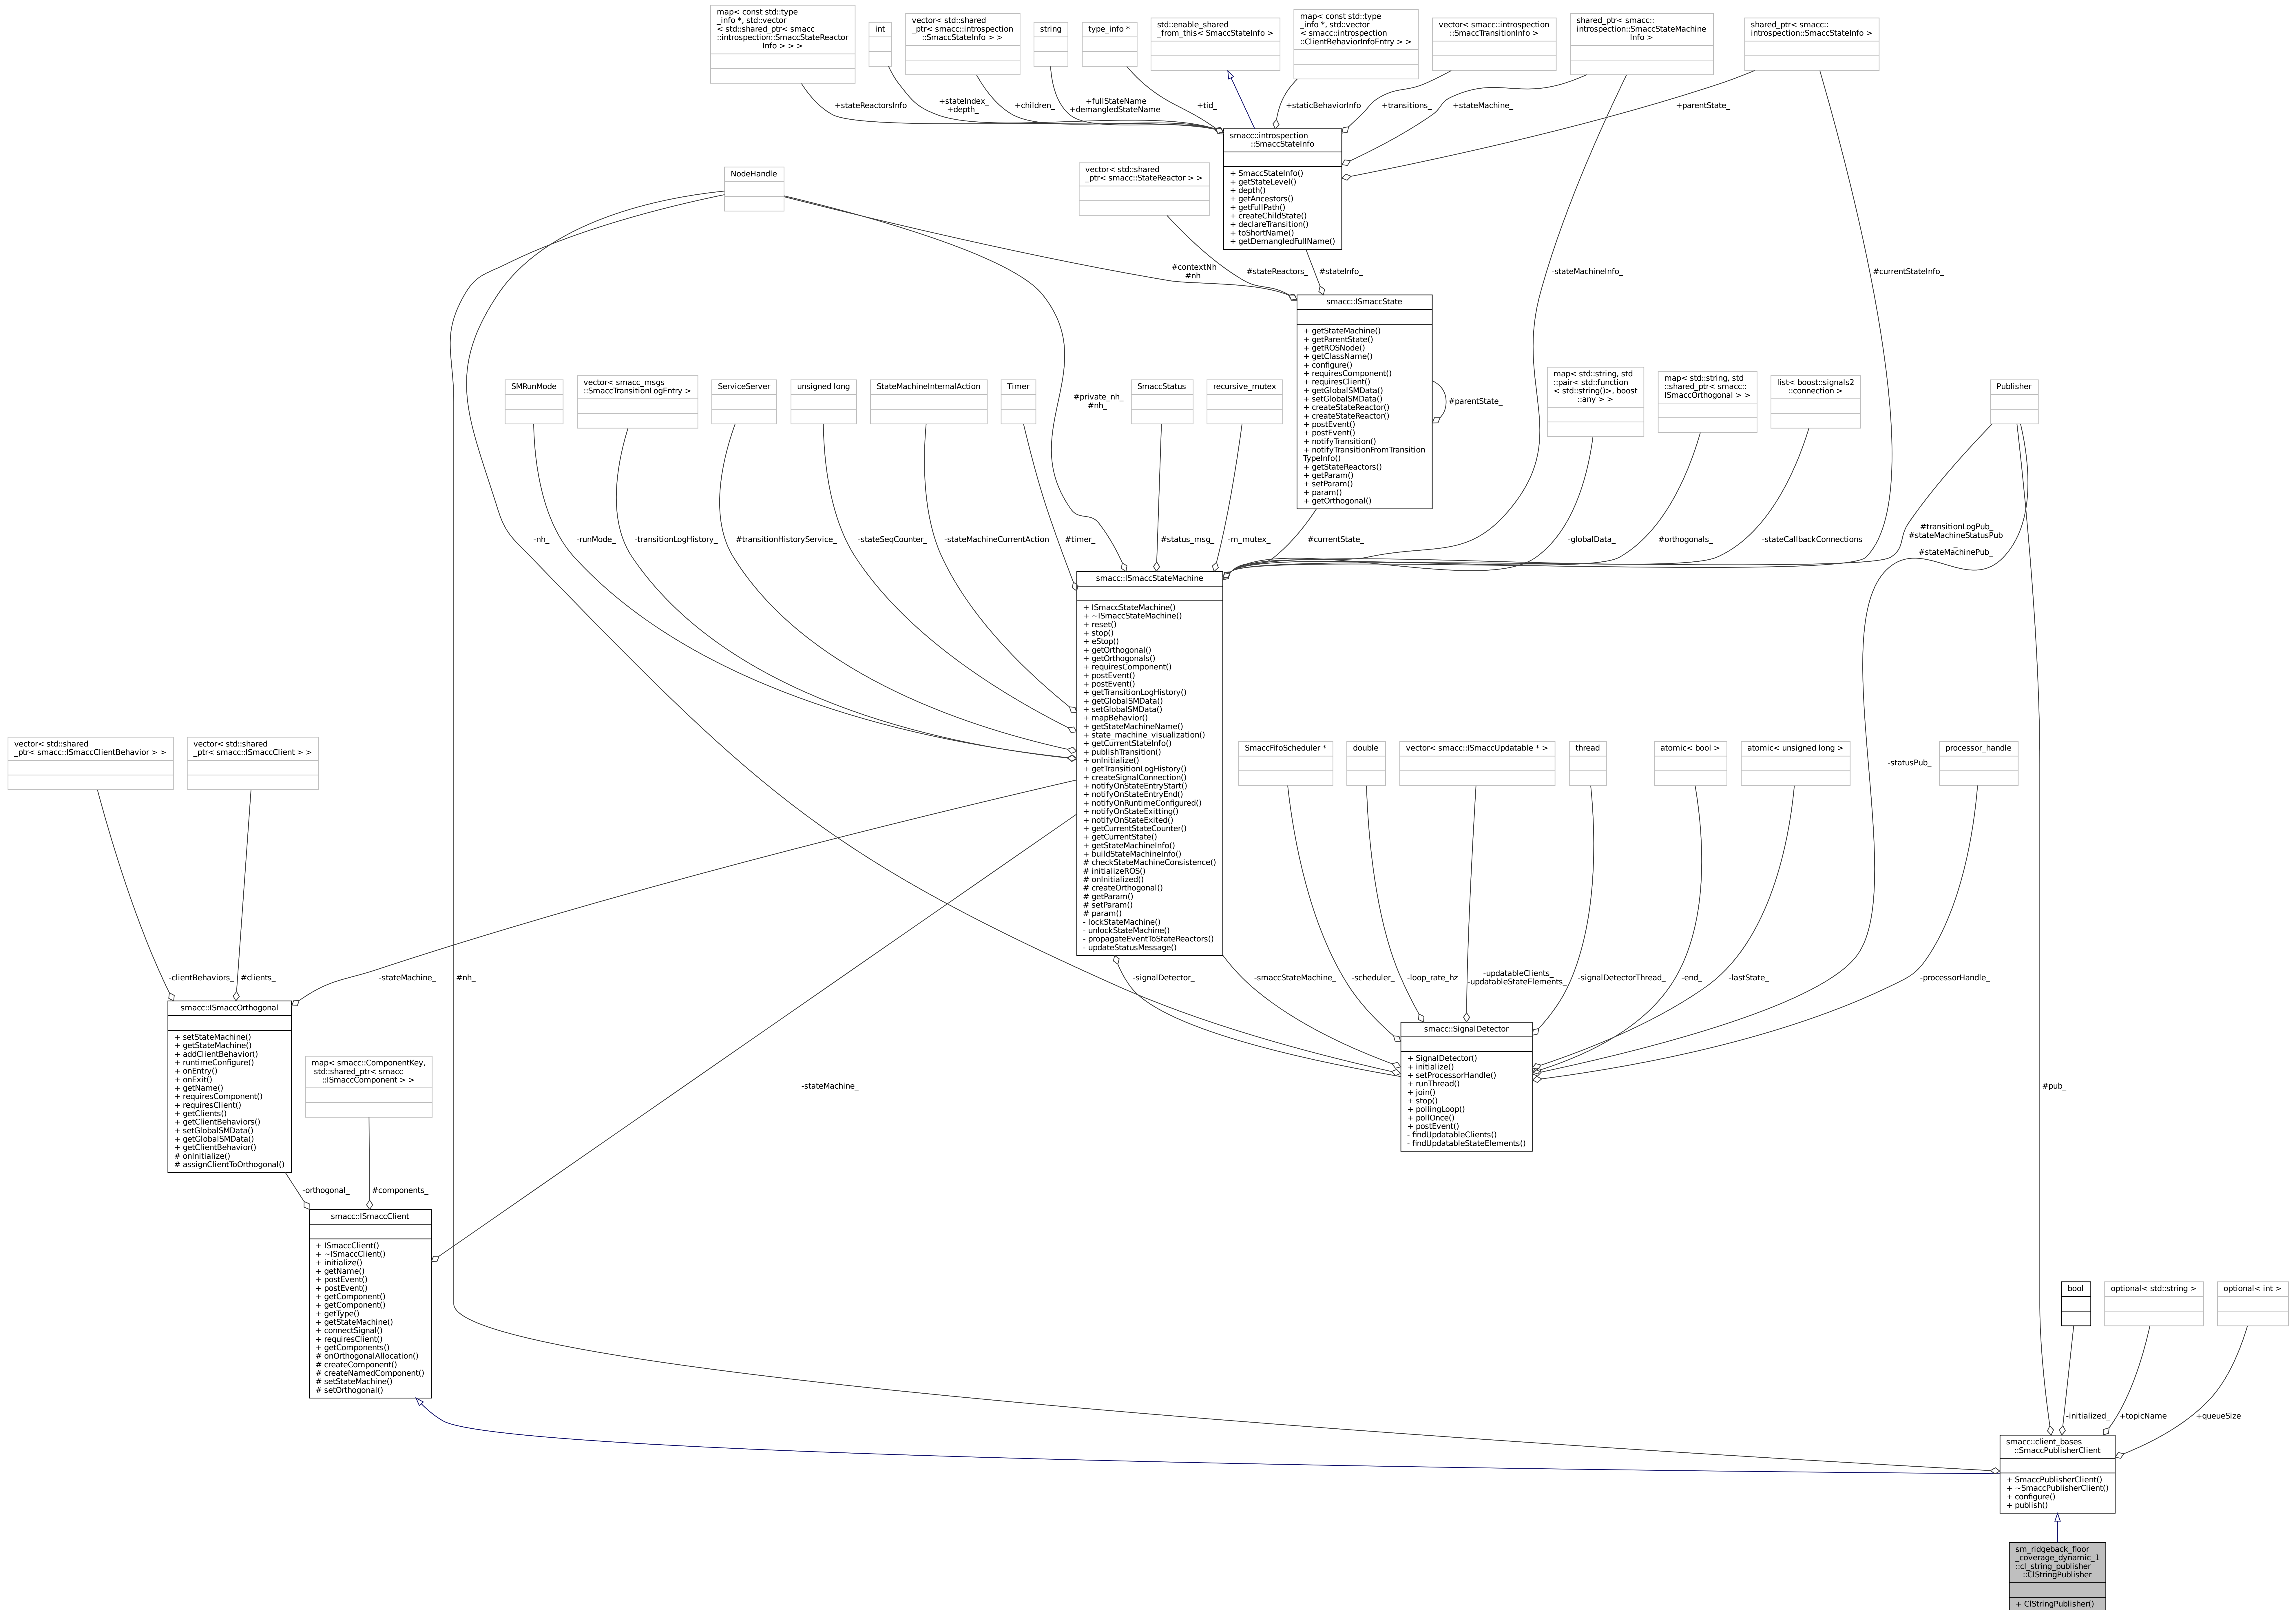 map< const std::type
_info *, std::vector
< std::shared_ptr< smacc
::introspection::SmaccStateReactor
Info > > >
int
vector< std::shared
_ptr< smacc::introspection
::SmaccStateInfo > >
string
type_info *
std::enable_shared
_from_this< SmaccStateInfo >
map< const std::type
_info *, std::vector
< smacc::introspection
::ClientBehaviorInfoEntry > >
vector< smacc::introspection
::SmaccTransitionInfo >
shared_ptr< smacc::
introspection::SmaccStateMachine
Info >
shared_ptr< smacc::
introspection::SmaccStateInfo >
+stateReactorsInfo
+stateIndex_
+depth_
+children_
+fullStateName
+demangledStateName
+tid_
+staticBehaviorInfo
+transitions_
+stateMachine_
+parentState_
smacc::introspection
::SmaccStateInfo
+ SmaccStateInfo()
+ getStateLevel()
+ depth()
+ getAncestors()
+ getFullPath()
+ createChildState()
+ declareTransition()
+ toShortName()
+ getDemangledFullName()
NodeHandle
vector< std::shared
_ptr< smacc::StateReactor > >
#contextNh
#nh
#stateReactors_
#stateInfo_
-stateMachineInfo_
#currentStateInfo_
smacc::ISmaccState
+ getStateMachine()
+ getParentState()
+ getROSNode()
+ getClassName()
+ configure()
+ requiresComponent()
+ requiresClient()
+ getGlobalSMData()
+ setGlobalSMData()
+ createStateReactor()
+ createStateReactor()
+ postEvent()
+ postEvent()
+ notifyTransition()
+ notifyTransitionFromTransition
TypeInfo()
+ getStateReactors()
+ getParam()
+ setParam()
+ param()
+ getOrthogonal()
#parentState_
SMRunMode
vector< smacc_msgs
::SmaccTransitionLogEntry >
ServiceServer
unsigned long
StateMachineInternalAction
Timer
#private_nh_
#nh_
SmaccStatus
recursive_mutex
map< std::string, std
::pair< std::function
< std::string()>, boost
::any > >
map< std::string, std
::shared_ptr< smacc::
ISmaccOrthogonal > >
list< boost::signals2
::connection >
Publisher
-nh_
-runMode_
-transitionLogHistory_
#transitionHistoryService_
-stateSeqCounter_
-stateMachineCurrentAction
#timer_
#status_msg_
-m_mutex_
#currentState_
-globalData_
#orthogonals_
-stateCallbackConnections
#transitionLogPub_
#stateMachineStatusPub
_
#stateMachinePub_
smacc::ISmaccStateMachine
+ ISmaccStateMachine()
+ ~ISmaccStateMachine()
+ reset()
+ stop()
+ eStop()
+ getOrthogonal()
+ getOrthogonals()
+ requiresComponent()
+ postEvent()
+ postEvent()
+ getTransitionLogHistory()
+ getGlobalSMData()
+ setGlobalSMData()
+ mapBehavior()
+ getStateMachineName()
+ state_machine_visualization()
+ getCurrentStateInfo()
+ publishTransition()
+ onInitialize()
+ getTransitionLogHistory()
+ createSignalConnection()
+ notifyOnStateEntryStart()
+ notifyOnStateEntryEnd()
+ notifyOnRuntimeConfigured()
+ notifyOnStateExitting()
+ notifyOnStateExited()
+ getCurrentStateCounter()
+ getCurrentState()
+ getStateMachineInfo()
+ buildStateMachineInfo()
# checkStateMachineConsistence()
# initializeROS()
# onInitialized()
# createOrthogonal()
# getParam()
# setParam()
# param()
- lockStateMachine()
- unlockStateMachine()
- propagateEventToStateReactors()
- updateStatusMessage()
vector< std::shared
_ptr< smacc::ISmaccClientBehavior > >
vector< std::shared
_ptr< smacc::ISmaccClient > >
SmaccFifoScheduler *
double
vector< smacc::ISmaccUpdatable * >
thread
atomic< bool >
atomic< unsigned long >
-statusPub_
processor_handle
-clientBehaviors_
#clients_
-stateMachine_
#nh_
-signalDetector_
-smaccStateMachine_
-scheduler_
-loop_rate_hz
-updatableClients_
-updatableStateElements_
-signalDetectorThread_
-end_
-lastState_
-processorHandle_
smacc::ISmaccOrthogonal
+ setStateMachine()
+ getStateMachine()
+ addClientBehavior()
+ runtimeConfigure()
+ onEntry()
+ onExit()
+ getName()
+ requiresComponent()
+ requiresClient()
+ getClients()
+ getClientBehaviors()
+ setGlobalSMData()
+ getGlobalSMData()
+ getClientBehavior()
# onInitialize()
# assignClientToOrthogonal()
map< smacc::ComponentKey,
std::shared_ptr< smacc
::ISmaccComponent > >
smacc::SignalDetector
+ SignalDetector()
+ initialize()
+ setProcessorHandle()
+ runThread()
+ join()
+ stop()
+ pollingLoop()
+ pollOnce()
+ postEvent()
- findUpdatableClients()
- findUpdatableStateElements()
-stateMachine_
#pub_
-orthogonal_
#components_
smacc::ISmaccClient
+ ISmaccClient()
+ ~ISmaccClient()
+ initialize()
+ getName()
+ postEvent()
+ postEvent()
+ getComponent()
+ getComponent()
+ getType()
+ getStateMachine()
+ connectSignal()
+ requiresClient()
+ getComponents()
# onOrthogonalAllocation()
# createComponent()
# createNamedComponent()
# setStateMachine()
# setOrthogonal()
bool
optional< std::string >
optional< int >
-initialized_
+topicName
+queueSize
smacc::client_bases
::SmaccPublisherClient
+ SmaccPublisherClient()
+ ~SmaccPublisherClient()
+ configure()
+ publish()
sm_ridgeback_floor
_coverage_dynamic_1
::cl_string_publisher
::ClStringPublisher
+ ClStringPublisher()